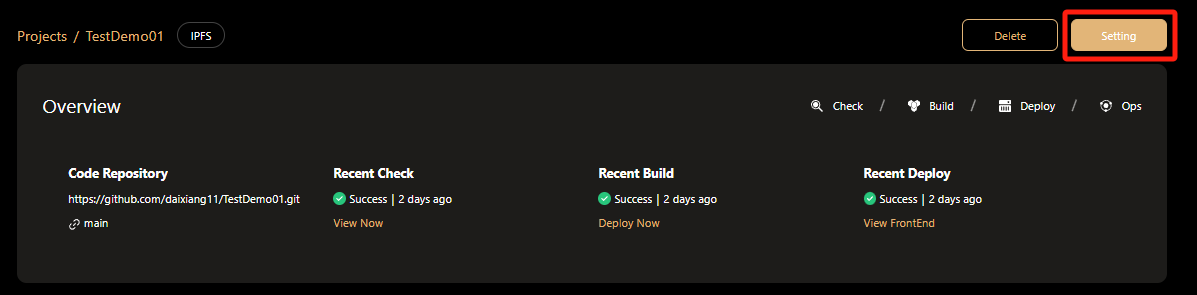 Projects / TestDemo01 IPFS Delete Setting
Overview Check / Build / Deploy / Ops
Code Repository Recent Check Recent Build Recent Deploy
https://github.com/daixiang11/TestDemo01.git Success | 2 days ago Success | 2 days ago Success | 2 days ago
main View Now Deploy Now View FrontEnd